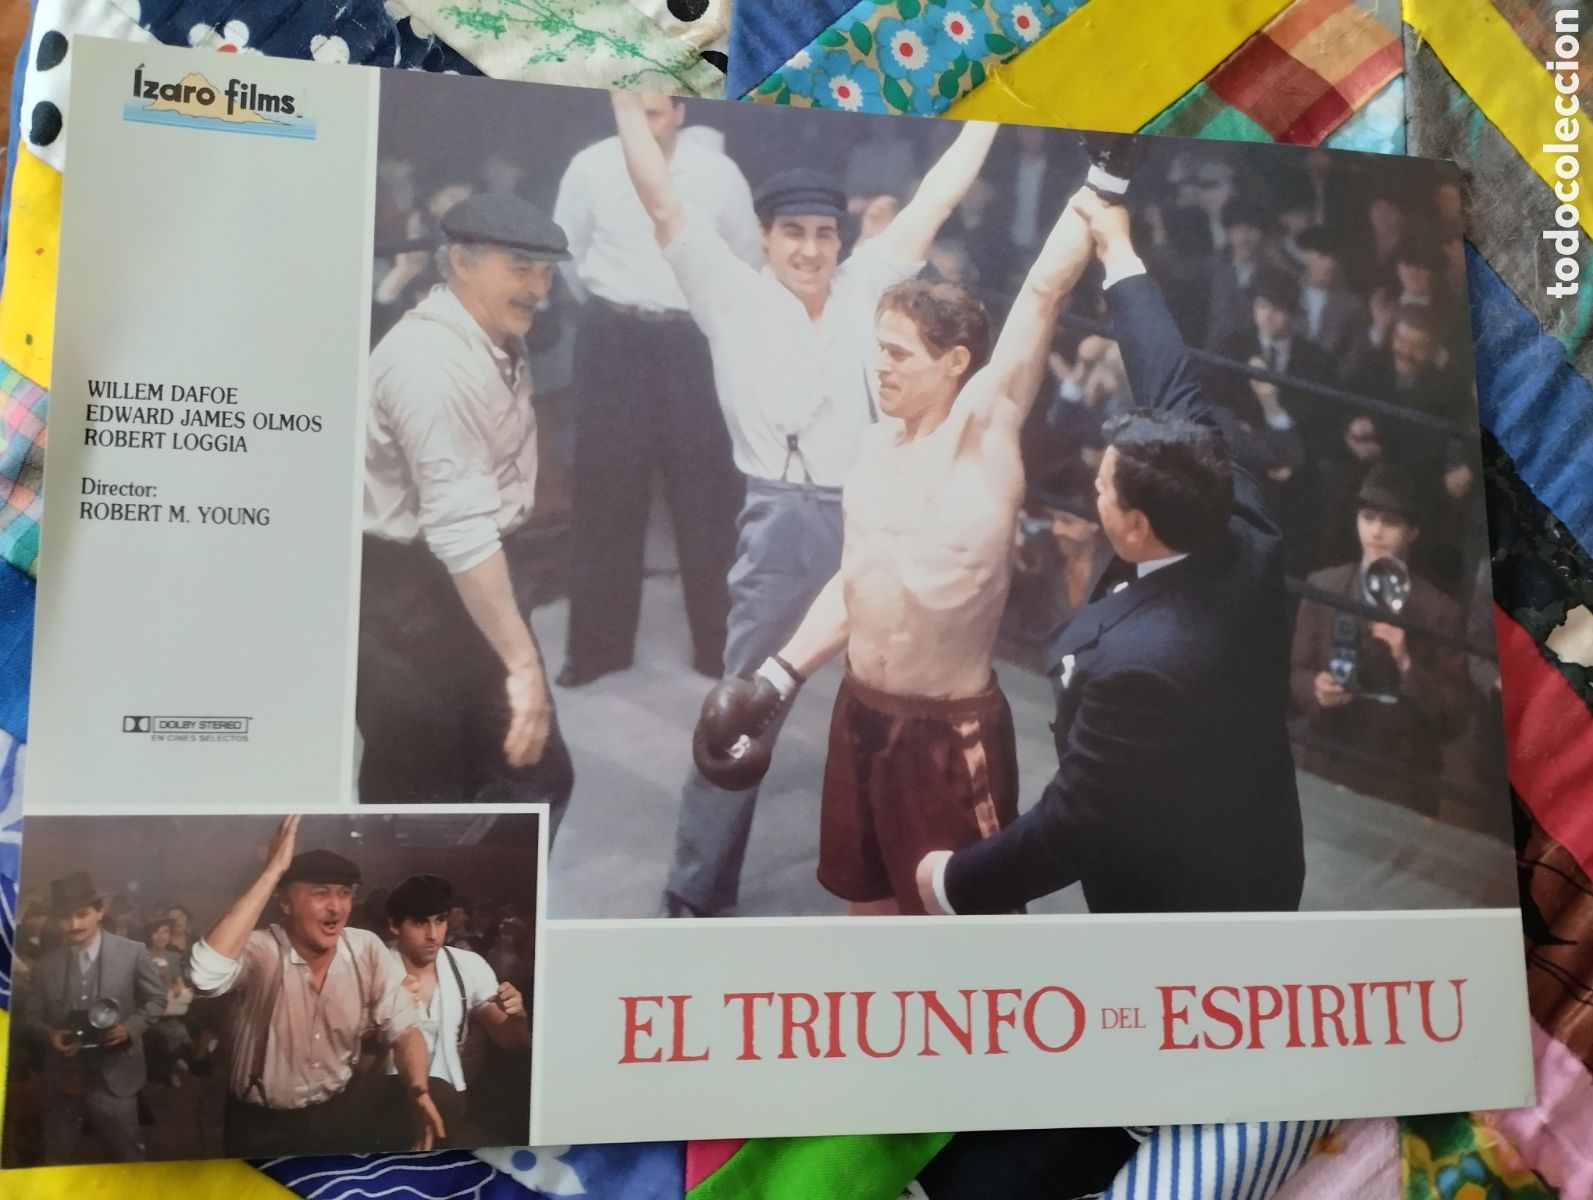 Ízaro films
WILLEM DAFOE
EDWARD JAMES OLMOS
ROBERT LOGGIA
Director:
ROBERT M. YOUNG
DOLBY STEREO
EN CINES SELECTOS
EL TRIUNFO DEL ESPIRITU
todocoleccion